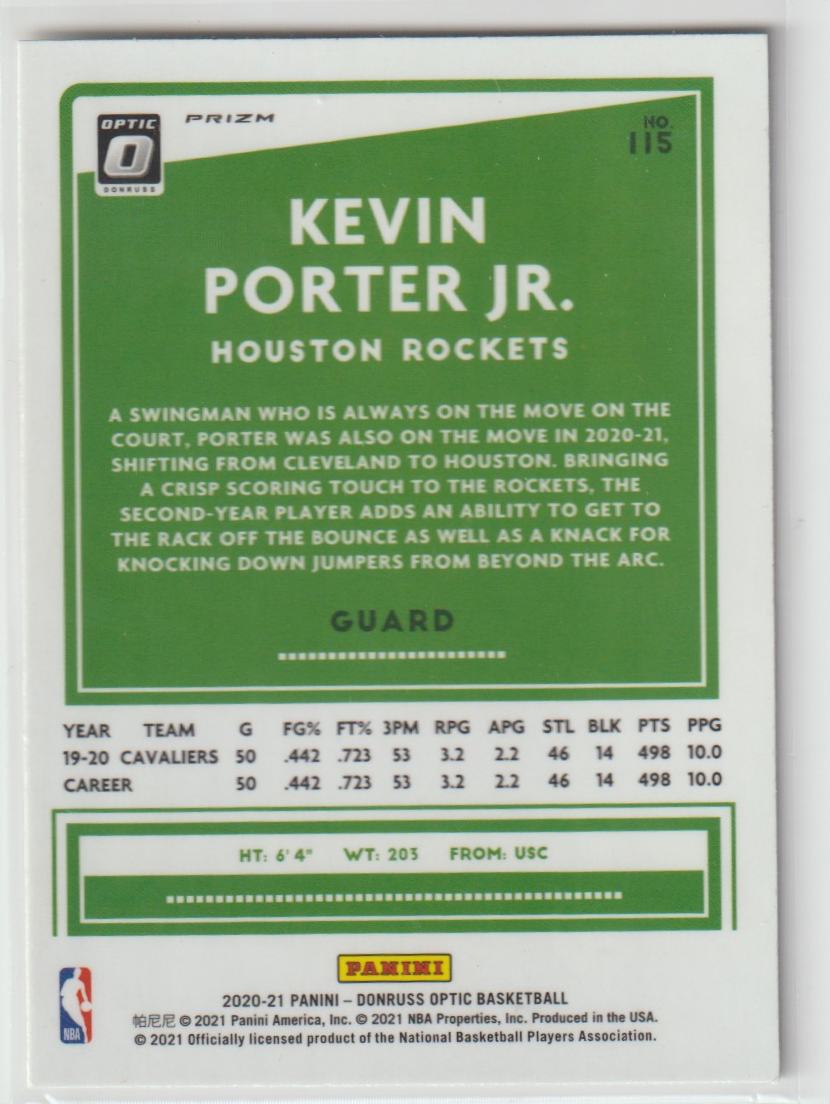 OPTIC
O
DONRUSS
PRIZM
NO.
115
KEVIN
PORTER JR.
HOUSTON ROCKETS
A SWINGMAN WHO IS ALWAYS ON THE MOVE ON THE
COURT, PORTER WAS ALSO ON THE MOVE IN 2020-21,
SHIFTING FROM CLEVELAND TO HOUSTON. BRINGING
A CRISP SCORING TOUCH TO THE ROCKETS, THE
SECOND-YEAR PLAYER ADDS AN ABILITY TO GET TO
THE RACK OFF THE BOUNCE AS WELL AS A KNACK FOR
KNOCKING DOWN JUMPERS FROM BEYOND THE ARC.
GUARD
YEAR TEAM G FG% FT% 3PM RPG APG STL BLK PTS PPG
19-20 CAVALIERS 50 .442 .723 53 3.2 2.2 46 14 498 10.0
CAREER 50 .442 .723 53 3.2 2.2 46 14 498 10.0
HT: 6' 4" WT: 203 FROM: USC
PANINI
2020-21 PANINI – DONRUSS OPTIC BASKETBALL
帕尼尼 © 2021 Panini America, Inc. © 2021 NBA Properties, Inc. Produced in the USA.
© 2021 Officially licensed product of the National Basketball Players Association.
NBA